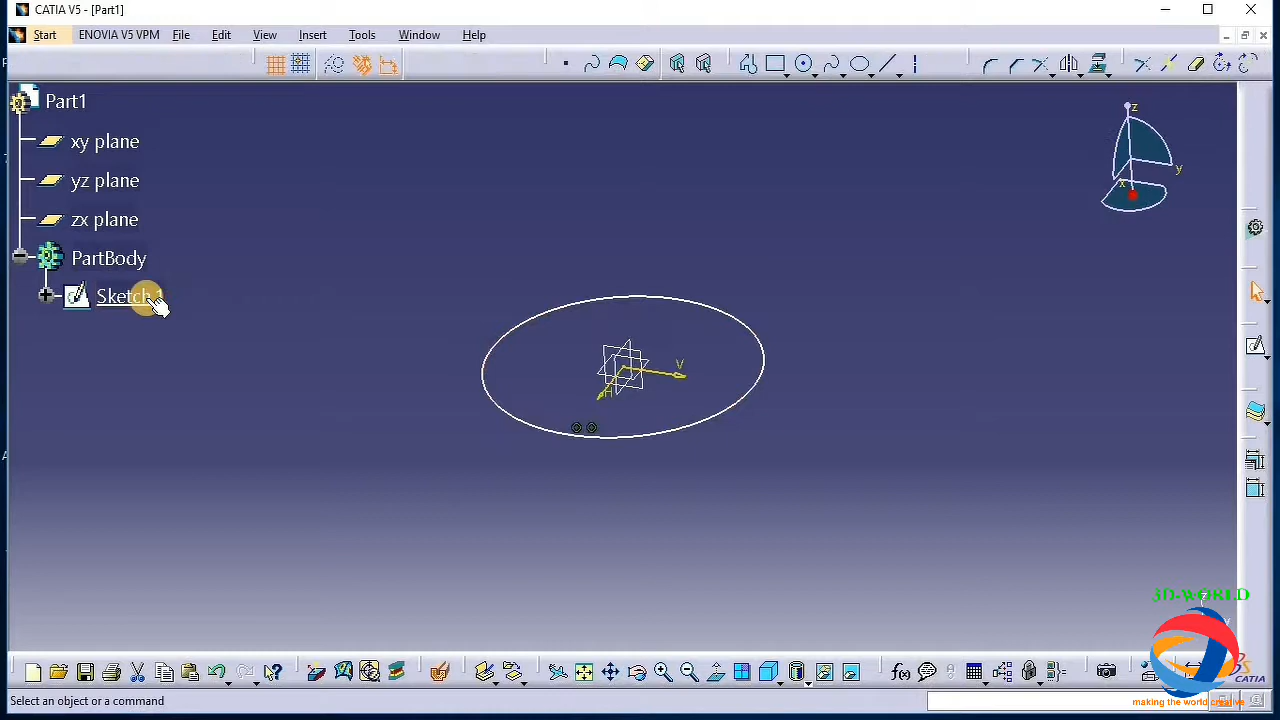 CATIA V5 - [Part1]
Start ENOVIA V5 VPM File Edit View Insert Tools Window Help
Part1
xy plane
yz plane
zx plane
PartBody
Sketch.1
z
y
x
V
H
3D-WORLD
z
y
f(x)
CATIA
making the world creative
Select an object or a command